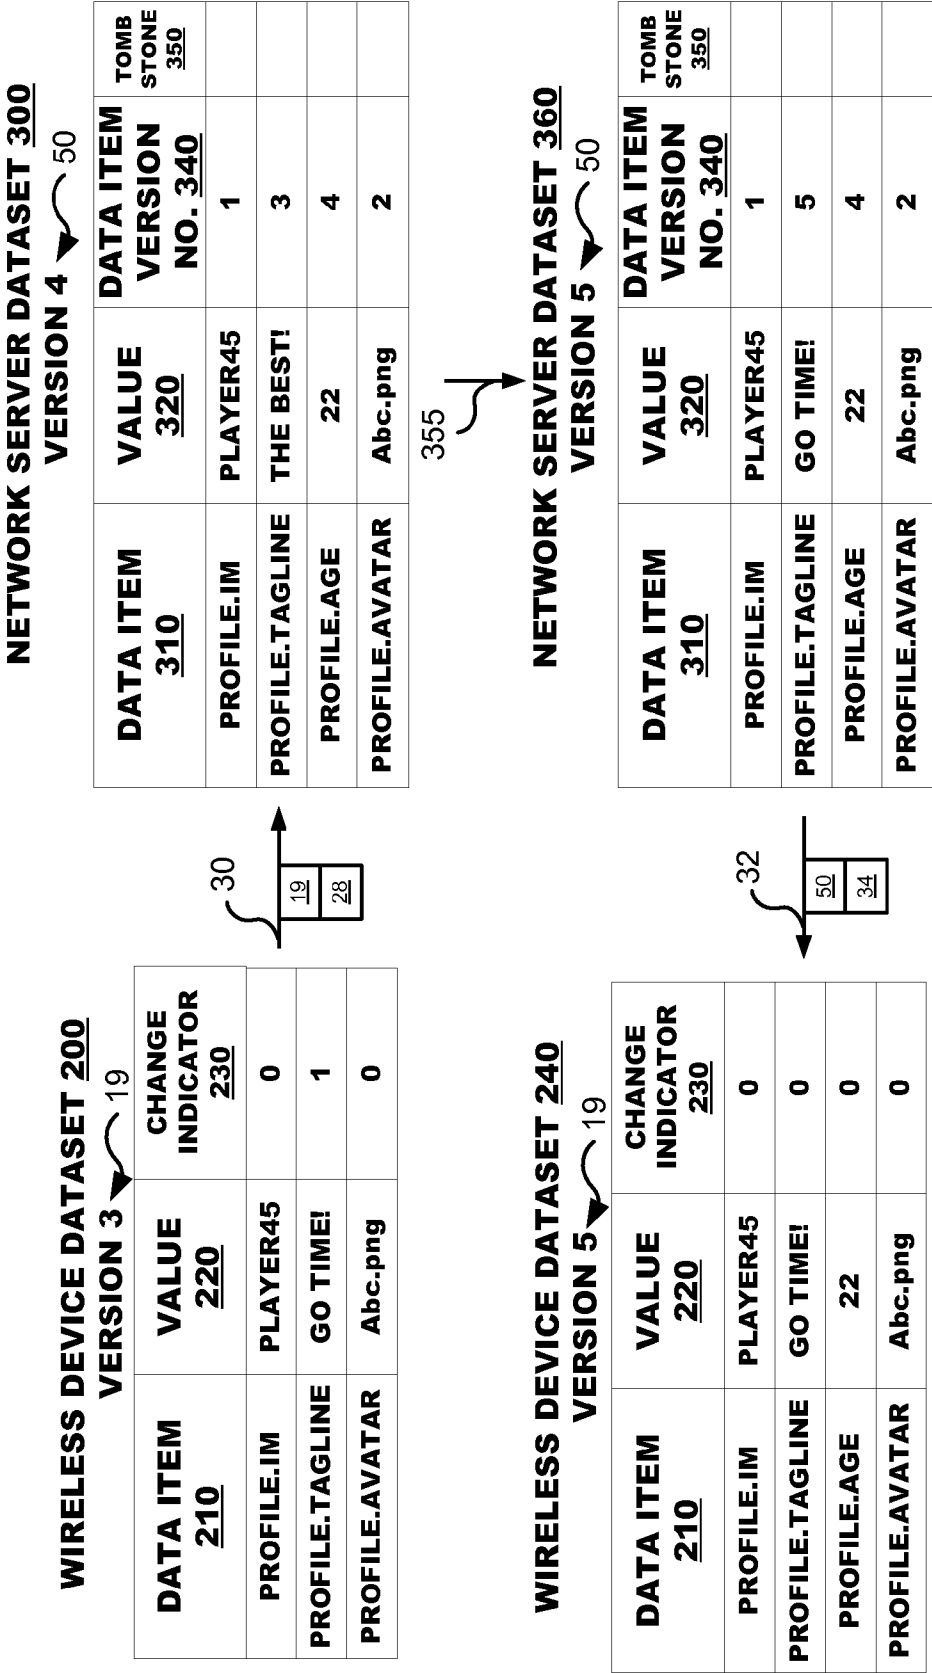 WIRELESS DEVICE DATASET 200
VERSION 3
19
DATA ITEM 210
VALUE 220
CHANGE INDICATOR 230
PROFILE.IM PLAYER45 0
PROFILE.TAGLINE GO TIME! 1
PROFILE.AVATAR Abc.png 0
30
19
28
NETWORK SERVER DATASET 300
VERSION 4
50
DATA ITEM 310
VALUE 320
DATA ITEM VERSION NO. 340
TOMB STONE 350
PROFILE.IM PLAYER45 1
PROFILE.TAGLINE THE BEST! 3
PROFILE.AGE 22 4
PROFILE.AVATAR Abc.png 2
355
WIRELESS DEVICE DATASET 240
VERSION 5
19
DATA ITEM 210
VALUE 220
CHANGE INDICATOR 230
PROFILE.IM PLAYER45 0
PROFILE.TAGLINE GO TIME! 0
PROFILE.AGE 22 0
PROFILE.AVATAR Abc.png 0
32
50
34
NETWORK SERVER DATASET 360
VERSION 5
50
DATA ITEM 310
VALUE 320
DATA ITEM VERSION NO. 340
TOMB STONE 350
PROFILE.IM PLAYER45 1
PROFILE.TAGLINE GO TIME! 5
PROFILE.AGE 22 4
PROFILE.AVATAR Abc.png 2